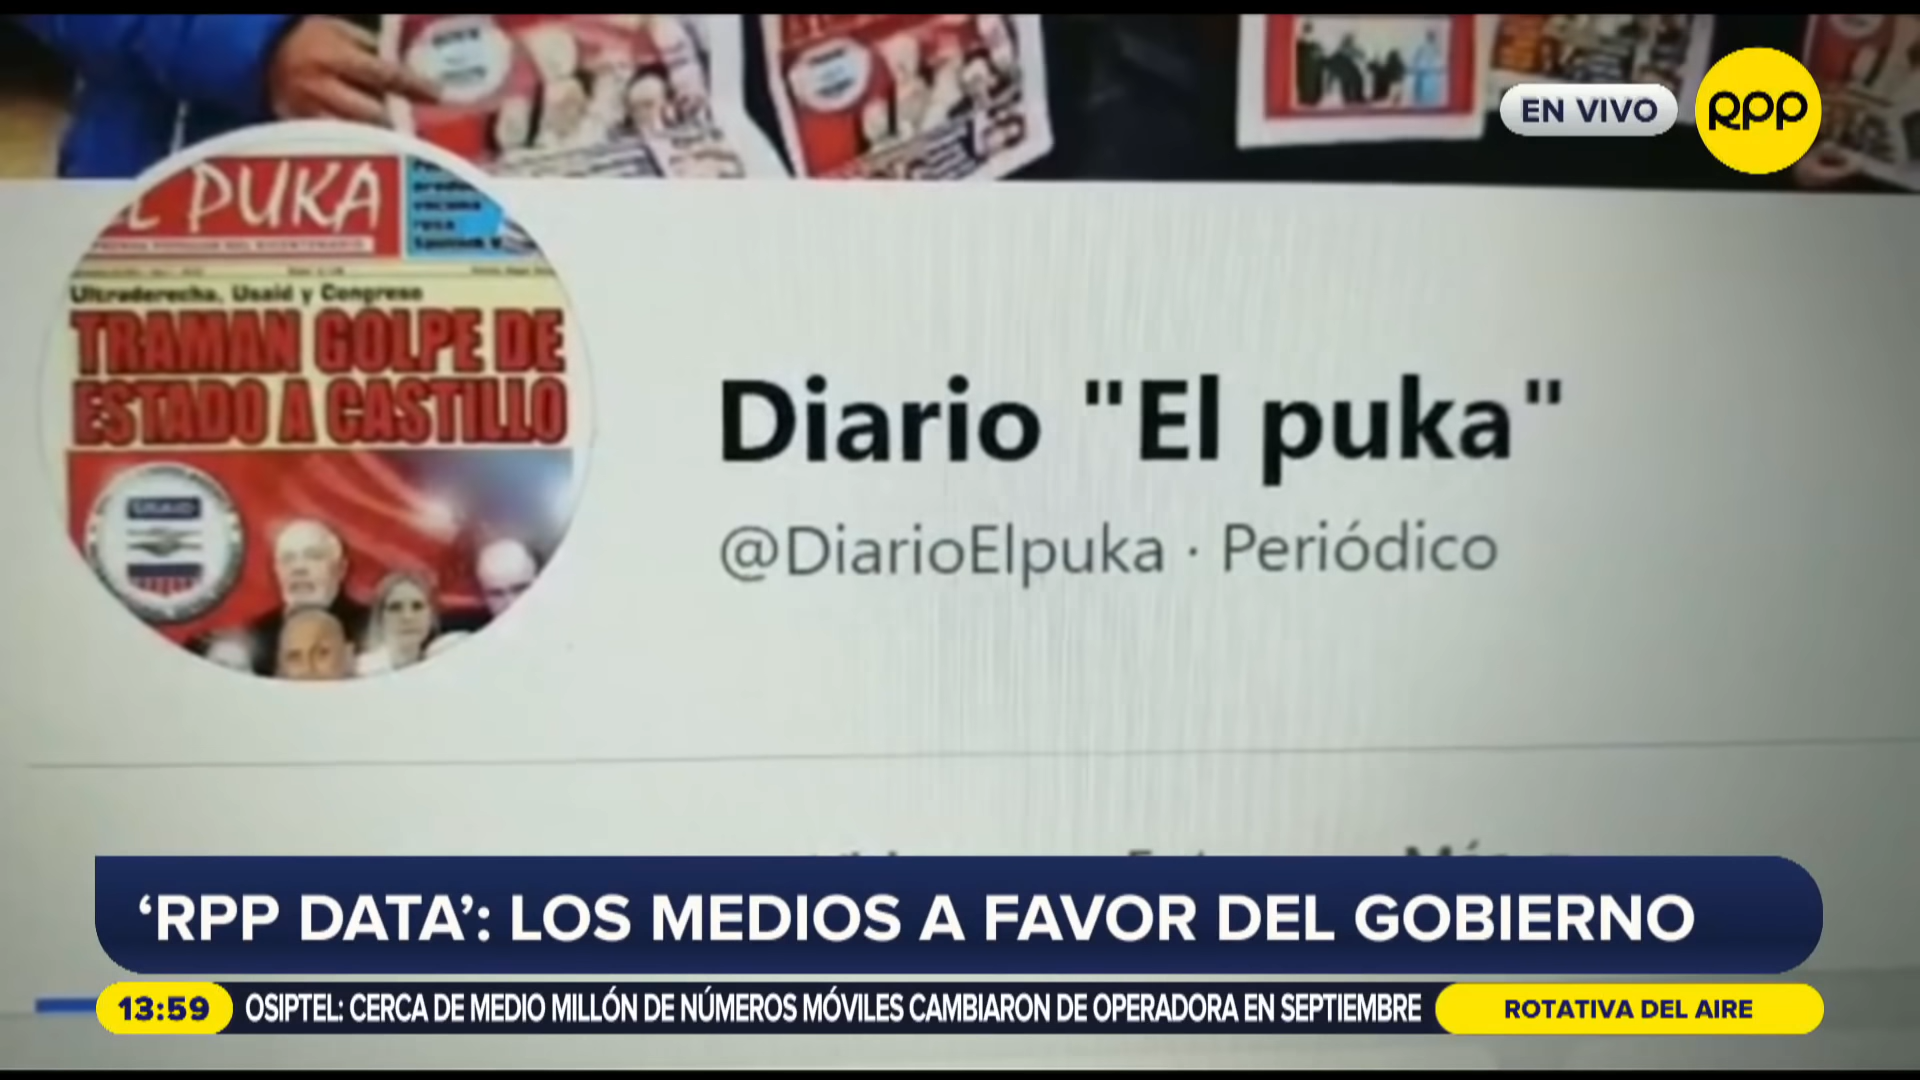 EN VIVO
rpp
EL PUKA
Ultraderecha, Usaid y Congreso
TRAMAN GOLPE DE
ESTADO A CASTILLO
USAID
Diario "El puka"
@DiarioElpuka · Periódico
‘RPP DATA’: LOS MEDIOS A FAVOR DEL GOBIERNO
13:59 OSIPTEL: CERCA DE MEDIO MILLÓN DE NÚMEROS MÓVILES CAMBIARON DE OPERADORA EN SEPTIEMBRE ROTATIVA DEL AIRE